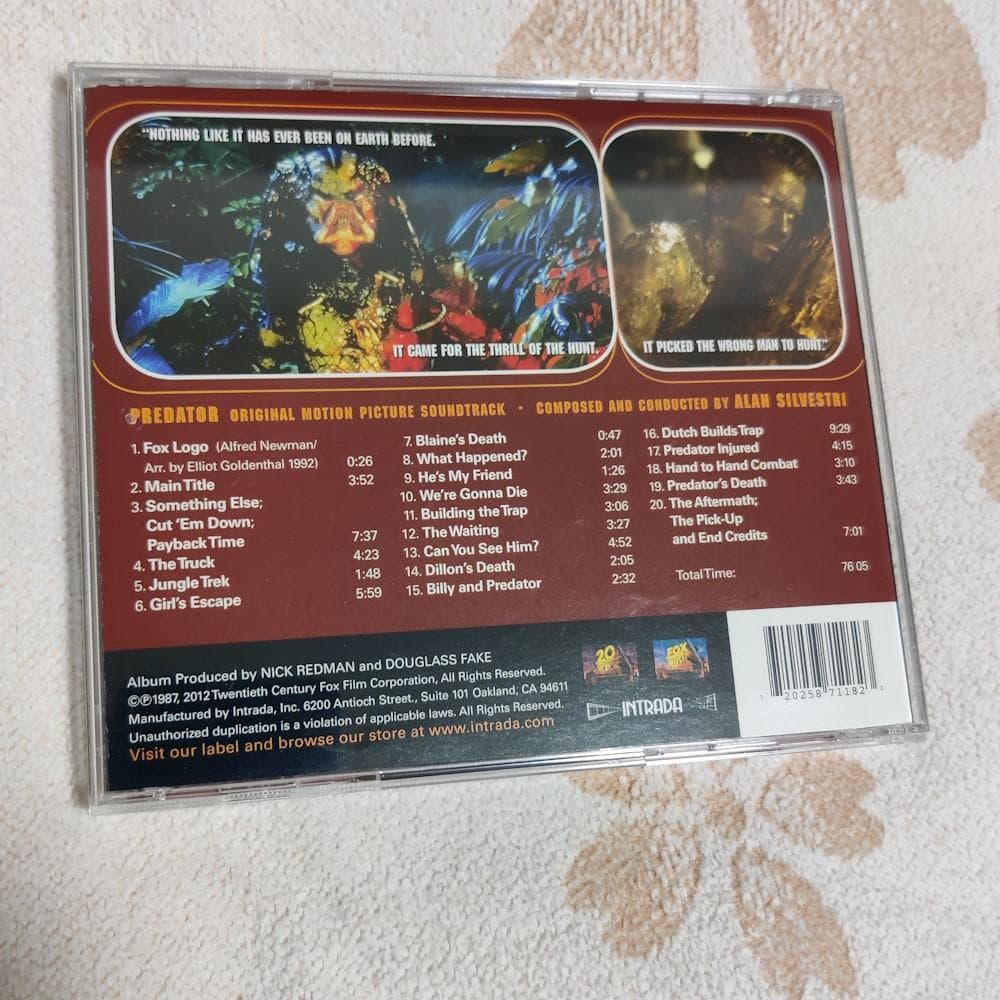 "NOTHING LIKE IT HAS EVER BEEN ON EARTH BEFORE.
IT CAME FOR THE THRILL OF THE HUNT.
IT PICKED THE WRONG MAN TO HUNT."
PREDATOR ORIGINAL MOTION PICTURE SOUNDTRACK · COMPOSED AND CONDUCTED BY ALAN SILVESTRI
1. Fox Logo (Alfred Newman/
Arr. by Elliot Goldenthal 1992) 0:26
2. Main Title 3:52
3. Something Else;
Cut 'Em Down;
Payback Time 7:37
4. The Truck 4:23
5. Jungle Trek 1:48
6. Girl's Escape 5:59
7. Blaine's Death 0:47
8. What Happened? 2:01
9. He's My Friend 1:26
10. We're Gonna Die 3:29
11. Building the Trap 3:06
12. The Waiting 3:27
13. Can You See Him? 4:52
14. Dillon's Death 2:05
15. Billy and Predator 2:32
16. Dutch Builds Trap 9:29
17. Predator Injured 4:15
18. Hand to Hand Combat 3:10
19. Predator's Death 3:43
20. The Aftermath;
The Pick-Up
and End Credits 7:01
Total Time: 76 05
Album Produced by NICK REDMAN and DOUGLASS FAKE
©℗1987, 2012 Twentieth Century Fox Film Corporation, All Rights Reserved.
Manufactured by Intrada, Inc. 6200 Antioch Street., Suite 101 Oakland, CA 94611
Unauthorized duplication is a violation of applicable laws. All Rights Reserved.
Visit our label and browse our store at www.intrada.com
20
FOX
MUSIC
INTRADA
20258 71182